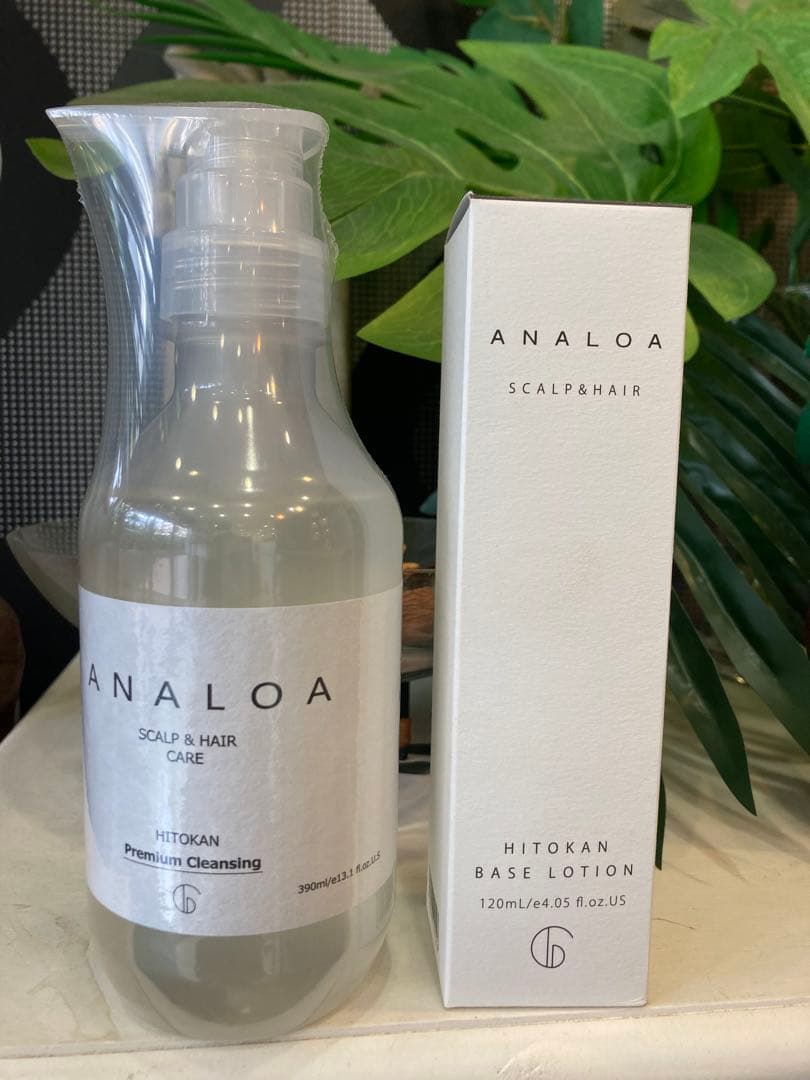 ANALOA
SCALP & HAIR
CARE
HITOKAN
Premium Cleansing
390ml/e13.1 fl.oz.U.S
ANALOA
SCALP&HAIR
HITOKAN
BASE LOTION
120mL/e4.05 fl.oz.US